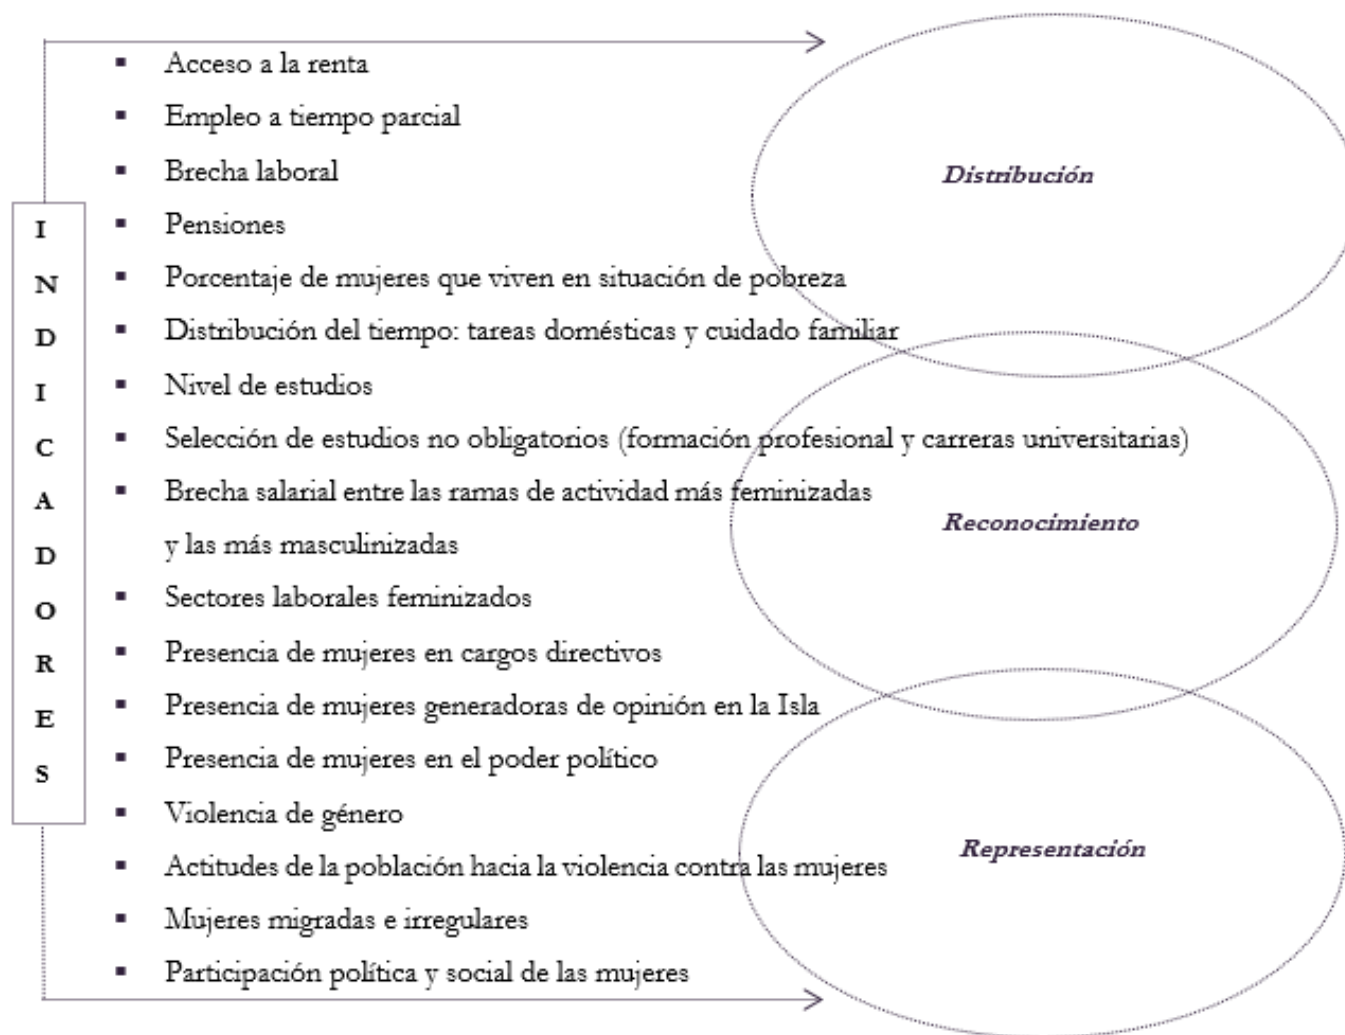 INDICADORES
▪ Acceso a la renta
▪ Empleo a tiempo parcial
▪ Brecha laboral
▪ Pensiones
▪ Porcentaje de mujeres que viven en situación de pobreza
▪ Distribución del tiempo: tareas domésticas y cuidado familiar
▪ Nivel de estudios
▪ Selección de estudios no obligatorios (formación profesional y carreras universitarias)
▪ Brecha salarial entre las ramas de actividad más feminizadas
y las más masculinizadas
▪ Sectores laborales feminizados
▪ Presencia de mujeres en cargos directivos
▪ Presencia de mujeres generadoras de opinión en la Isla
▪ Presencia de mujeres en el poder político
▪ Violencia de género
▪ Actitudes de la población hacia la violencia contra las mujeres
▪ Mujeres migradas e irregulares
▪ Participación política y social de las mujeres
Distribución
Reconocimiento
Representación